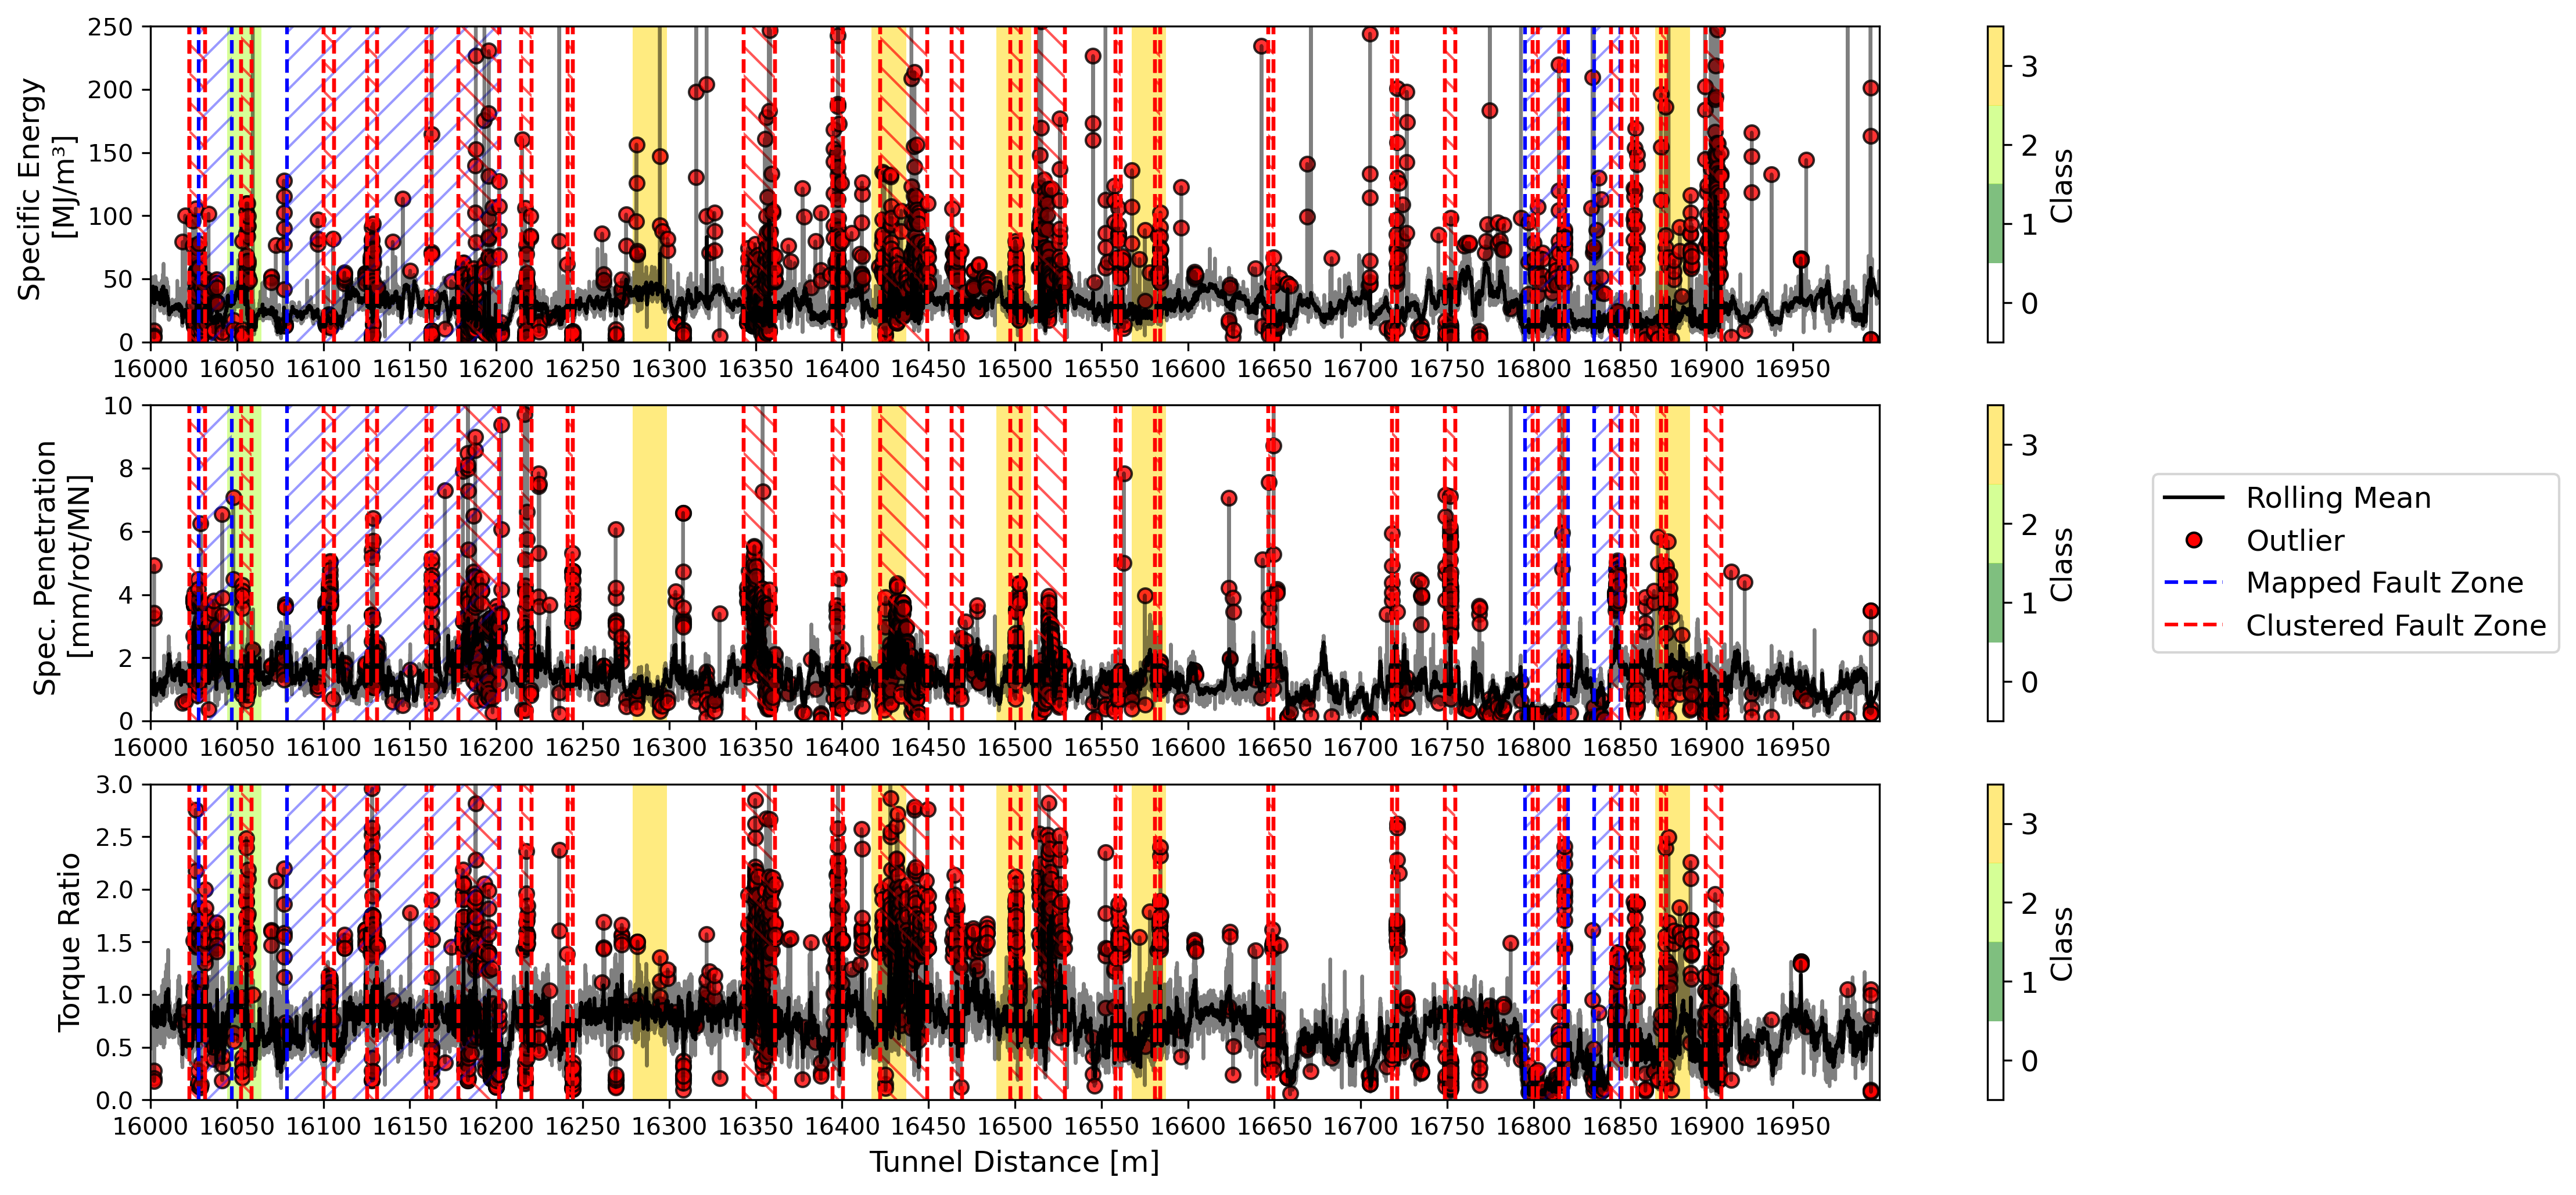 250
200
150
100
50
0
Specific Energy
[MJ/m³]
16000 16050 16100 16150 16200 16250 16300 16350 16400 16450 16500 16550 16600 16650 16700 16750 16800 16850 16900 16950
3
2
1
0
Class
10
8
6
4
2
0
Spec. Penetration
[mm/rot/MN]
16000 16050 16100 16150 16200 16250 16300 16350 16400 16450 16500 16550 16600 16650 16700 16750 16800 16850 16900 16950
3
2
1
0
Class
Rolling Mean
Outlier
Mapped Fault Zone
Clustered Fault Zone
3.0
2.5
2.0
1.5
1.0
0.5
0.0
Torque Ratio
16000 16050 16100 16150 16200 16250 16300 16350 16400 16450 16500 16550 16600 16650 16700 16750 16800 16850 16900 16950
Tunnel Distance [m]
3
2
1
0
Class